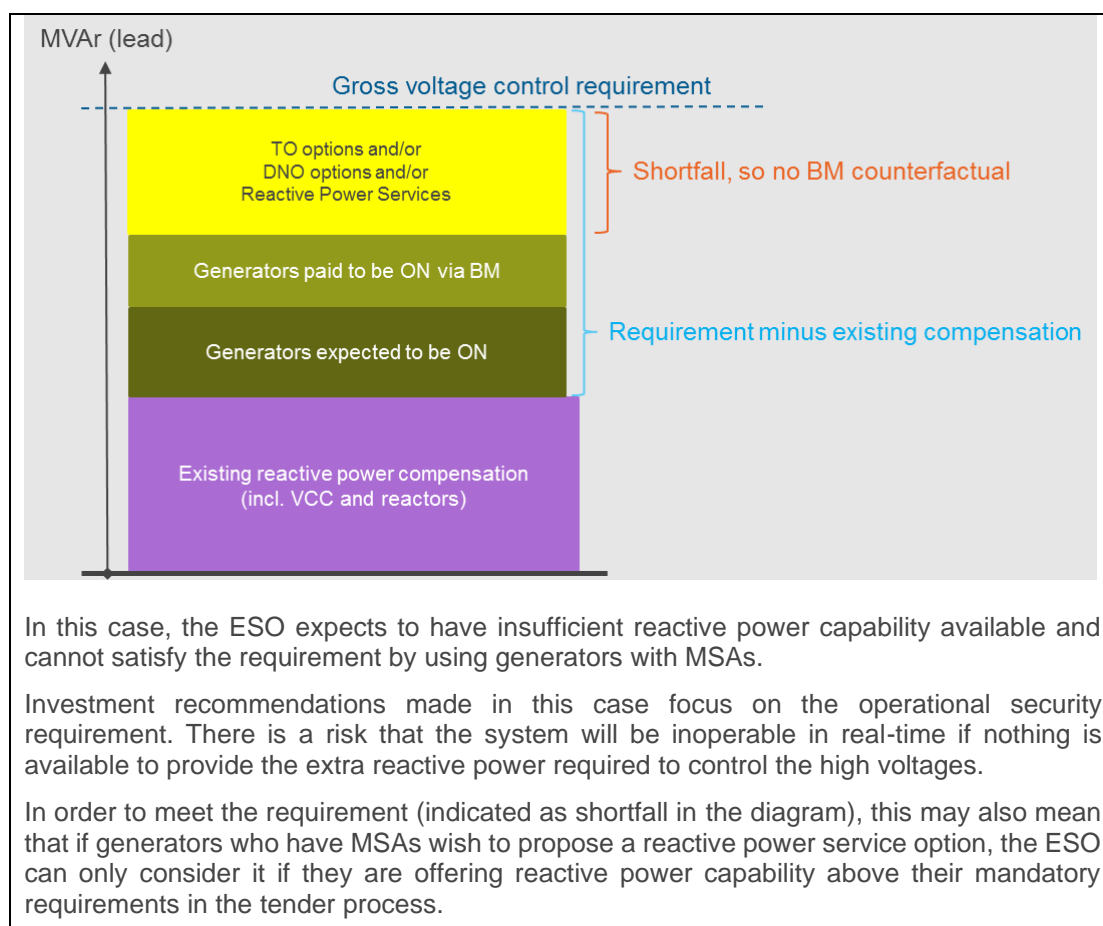 MVAr (lead)
Gross voltage control requirement
TO options and/or
DNO options and/or
Reactive Power Services
Shortfall, so no BM counterfactual
Generators paid to be ON via BM
Requirement minus existing compensation
Generators expected to be ON
Existing reactive power compensation
(incl. VCC and reactors)
In this case, the ESO expects to have insufficient reactive power capability available and
cannot satisfy the requirement by using generators with MSAs.
Investment recommendations made in this case focus on the operational security
requirement. There is a risk that the system will be inoperable in real-time if nothing is
available to provide the extra reactive power required to control the high voltages.
In order to meet the requirement (indicated as shortfall in the diagram), this may also mean
that if generators who have MSAs wish to propose a reactive power service option, the ESO
can only consider it if they are offering reactive power capability above their mandatory
requirements in the tender process.